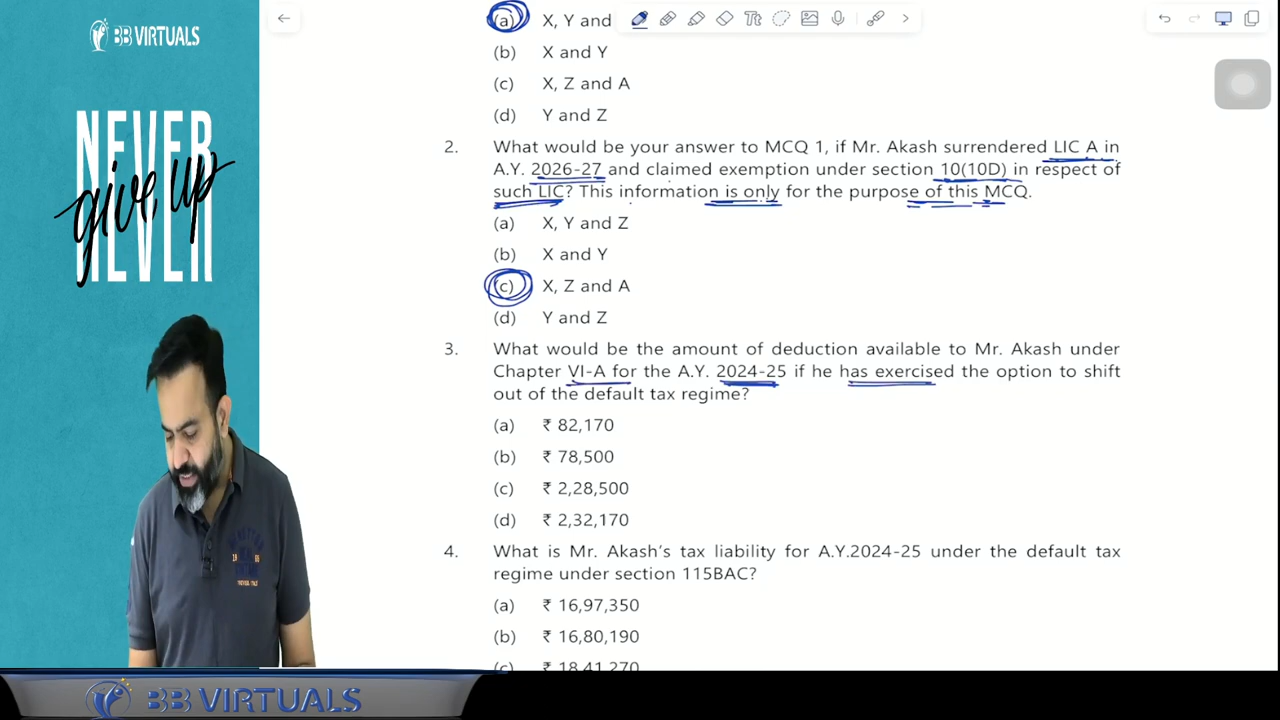 BB VIRTUALS
NEVER
give up
NEVER
(a) X, Y and
(b) X and Y
(c) X, Z and A
(d) Y and Z
2. What would be your answer to MCQ 1, if Mr. Akash surrendered LIC A in
A.Y. 2026-27 and claimed exemption under section 10(10D) in respect of
such LIC? This information is only for the purpose of this MCQ.
(a) X, Y and Z
(b) X and Y
(c) X, Z and A
(d) Y and Z
3. What would be the amount of deduction available to Mr. Akash under
Chapter VI-A for the A.Y. 2024-25 if he has exercised the option to shift
out of the default tax regime?
(a) ₹ 82,170
(b) ₹ 78,500
(c) ₹ 2,28,500
(d) ₹ 2,32,170
4. What is Mr. Akash's tax liability for A.Y.2024-25 under the default tax
regime under section 115BAC?
(a) ₹ 16,97,350
(b) ₹ 16,80,190
(c) ₹ 18,41,270
BB VIRTUALS